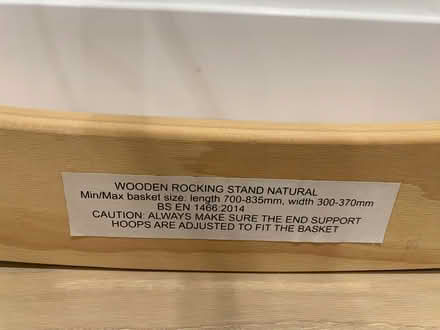 WOODEN ROCKING STAND NATURAL
Min/Max basket size: length 700-835mm, width 300-370mm
BS EN 1466:2014
CAUTION: ALWAYS MAKE SURE THE END SUPPORT
HOOPS ARE ADJUSTED TO FIT THE BASKET